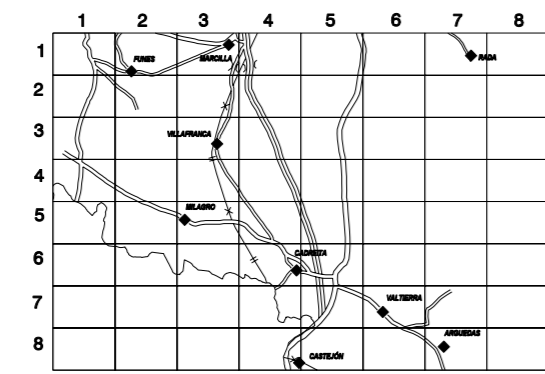 1 2 3 4 5 6 7 8
1
FUNES
MARCILLA
RADA
2
3
VILLAFRANCA
4
5
MILAGRO
6
CADREITA
7
VALTIERRA
8
ARGUEDAS
CASTEJÓN